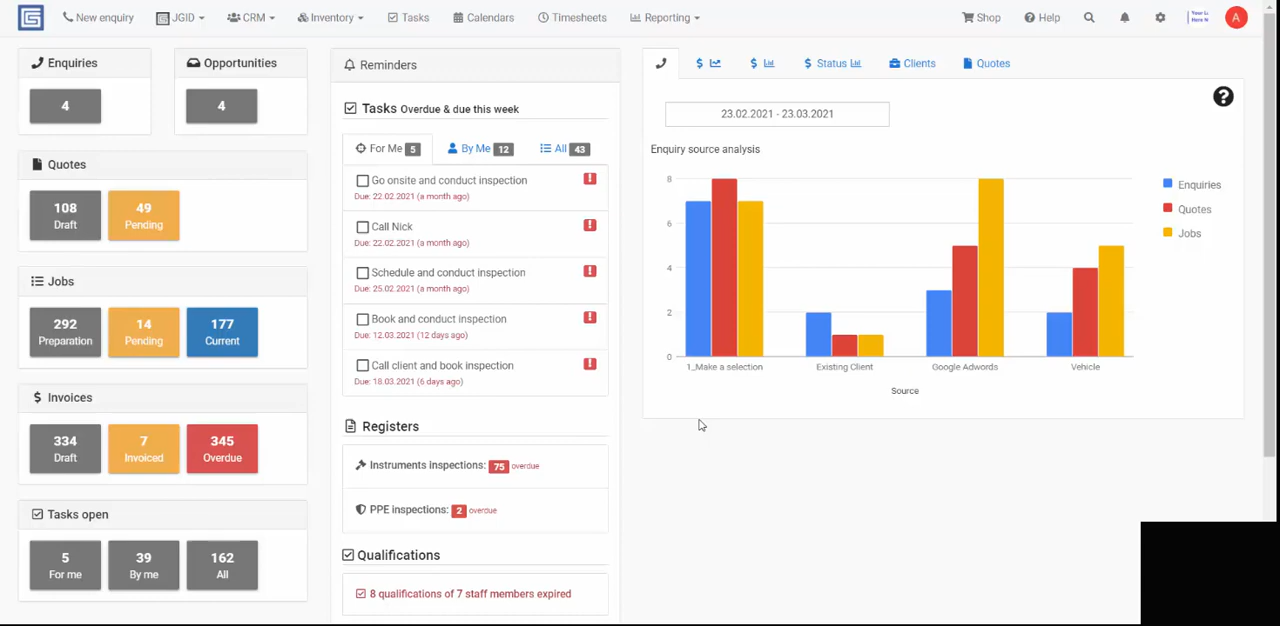 New enquiry
JGID
CRM
Inventory
Tasks
Calendars
Timesheets
Reporting
Shop
Help
A
Enquiries
4
Opportunities
4
Quotes
108
Draft
49
Pending
Jobs
292
Preparation
14
Pending
177
Current
$ Invoices
334
Draft
7
Invoiced
345
Overdue
Tasks open
5
For me
39
By me
162
All
Reminders
Tasks Overdue & due this week
For Me 5
By Me 12
All 43
Go onsite and conduct inspection
Due: 22.02.2021 (a month ago)
Call Nick
Due: 22.02.2021 (a month ago)
Schedule and conduct inspection
Due: 25.02.2021 (a month ago)
Book and conduct inspection
Due: 12.03.2021 (12 days ago)
Call client and book inspection
Due: 18.03.2021 (6 days ago)
Registers
Instruments inspections: 75 overdue
PPE inspections: 2 overdue
Qualifications
8 qualifications of 7 staff members expired
$
$
$ Status
Clients
Quotes
23.02.2021 - 23.03.2021
?
Enquiry source analysis
8
6
4
2
0
1_Make a selection
Existing Client
Google Adwords
Vehicle
Source
Enquiries
Quotes
Jobs